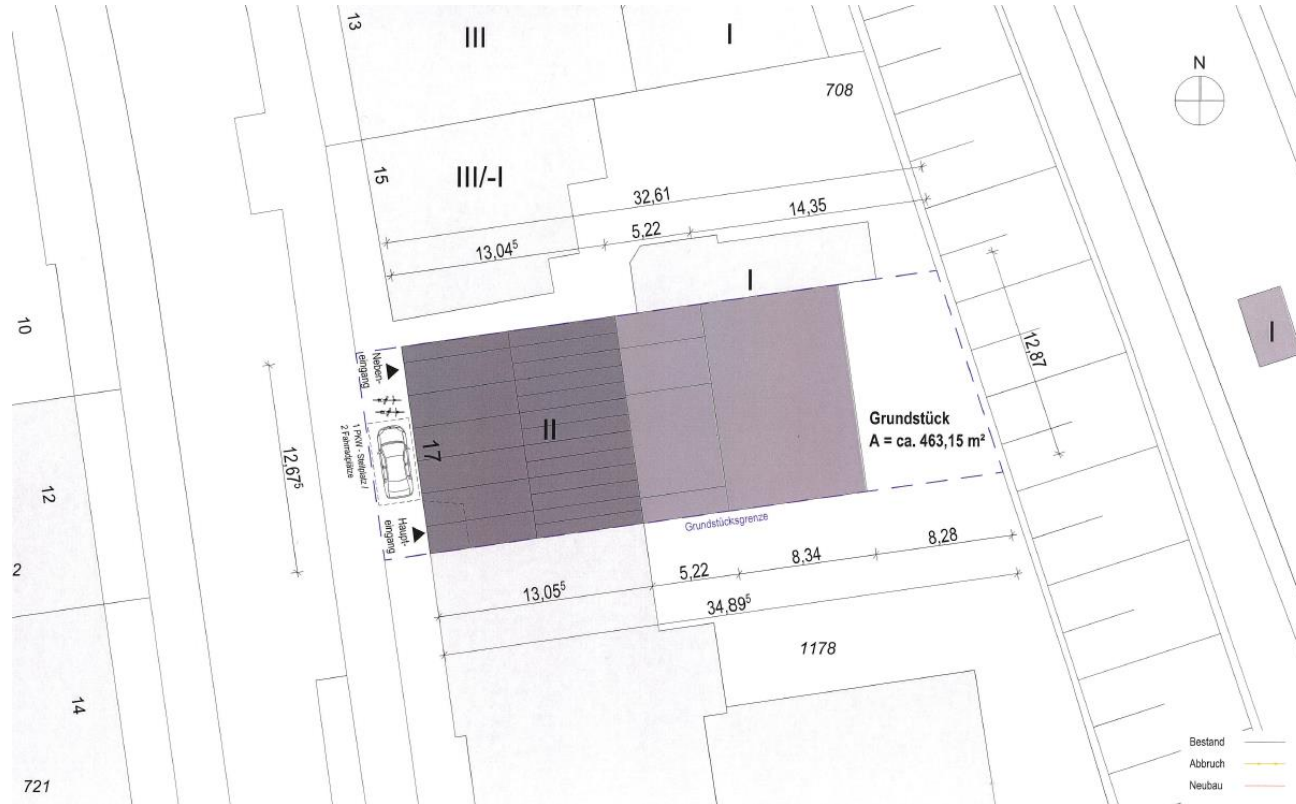 13
III
I
N
708
15
III/-I
32,61
14,35
5,22
13,04⁵
I
10
I
12,87
Neben-
eingang
Grundstück
A = ca. 463,15 m²
II
17
1 PKW - Stellplatz /
2 Fahrradplätze
12,67⁵
12
Haupt-
eingang
Grundstücksgrenze
8,28
8,34
5,22
2
13,05⁵
34,89⁵
1178
14
721
Bestand
Abbruch
Neubau